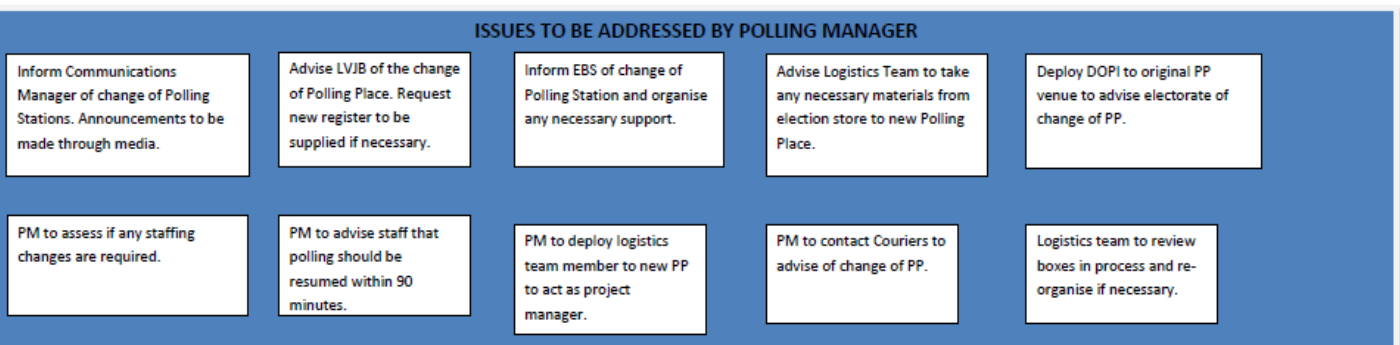 ISSUES TO BE ADDRESSED BY POLLING MANAGER
Inform Communications
Manager of change of Polling
Stations. Announcements to be
made through media.
Advise LVJB of the change
of Polling Place. Request
new register to be
supplied if necessary.
Inform EBS of change of
Polling Station and organise
any necessary support.
Advise Logistics Team to take
any necessary materials from
election store to new Polling
Place.
Deploy DOPI to original PP
venue to advise electorate of
change of PP.
PM to assess if any staffing
changes are required.
PM to advise staff that
polling should be
resumed within 90
minutes.
PM to deploy logistics
team member to new PP
to act as project
manager.
PM to contact Couriers to
advise of change of PP.
Logistics team to review
boxes in process and re-
organise if necessary.